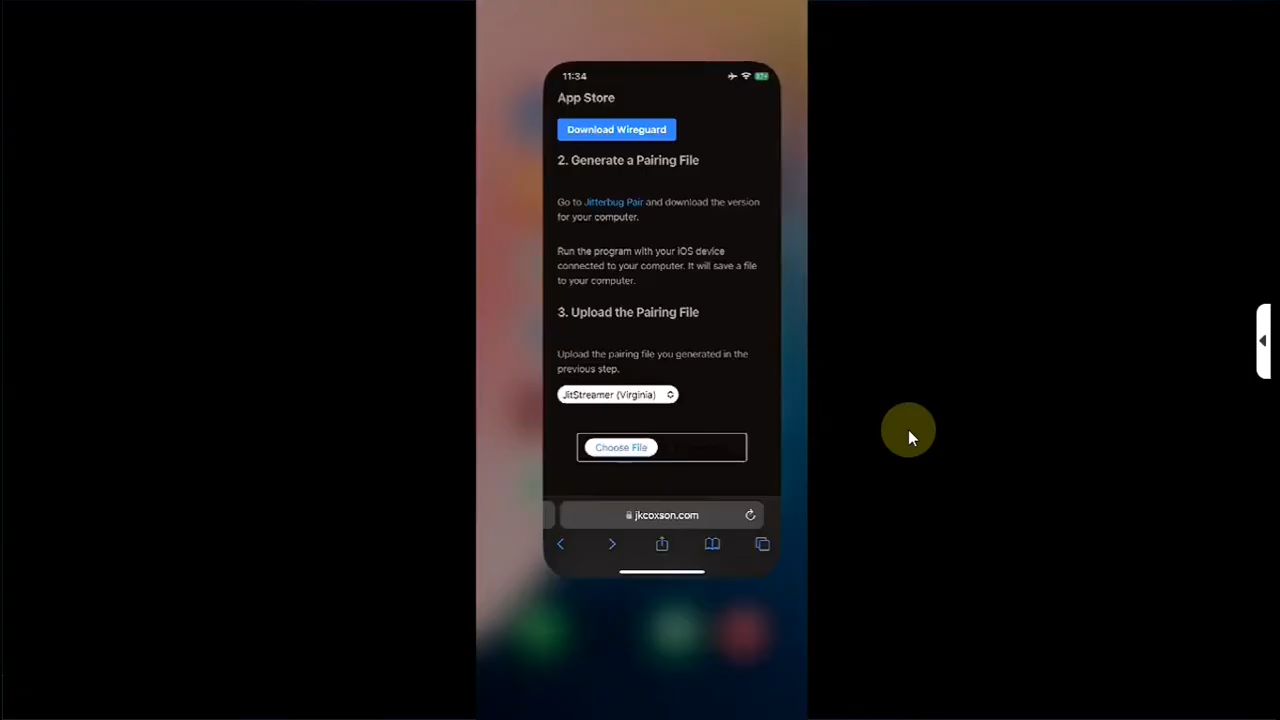 11:34
App Store
Download Wireguard
2. Generate a Pairing File
Go to Jitterbug Pair and download the version
for your computer.
Run the program with your iOS device
connected to your computer. It will save a file
to your computer.
3. Upload the Pairing File
Upload the pairing file you generated in the
previous step.
JitStreamer (Virginia)
Choose File
jkcoxson.com